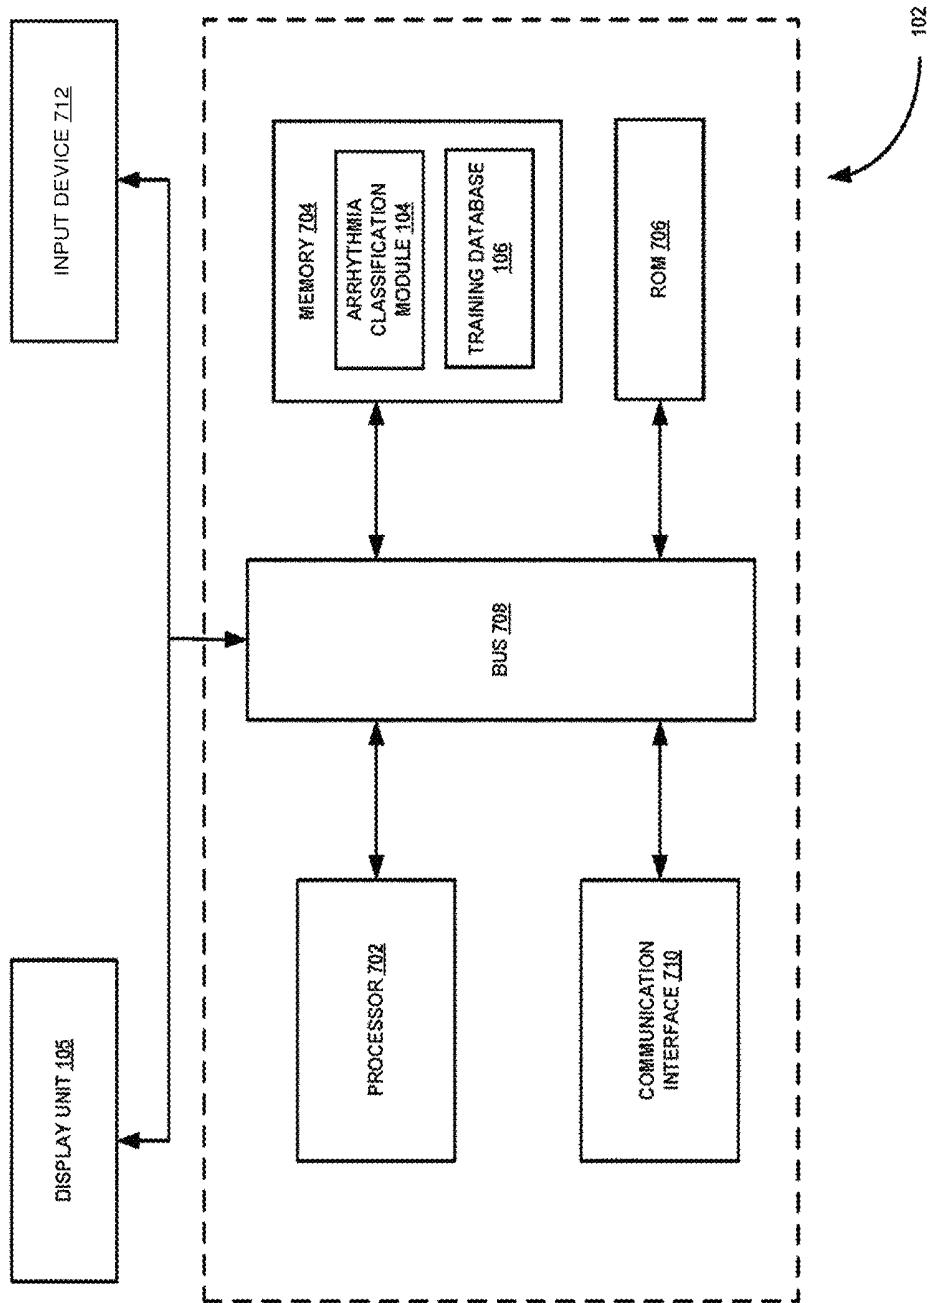 DISPLAY UNIT 105
INPUT DEVICE 712
PROCESSOR 702
COMMUNICATION
INTERFACE 710
BUS 708
MEMORY 704
ARRHYTHMIA
CLASSIFICATION
MODULE 104
TRAINING DATABASE
106
ROM 706
102